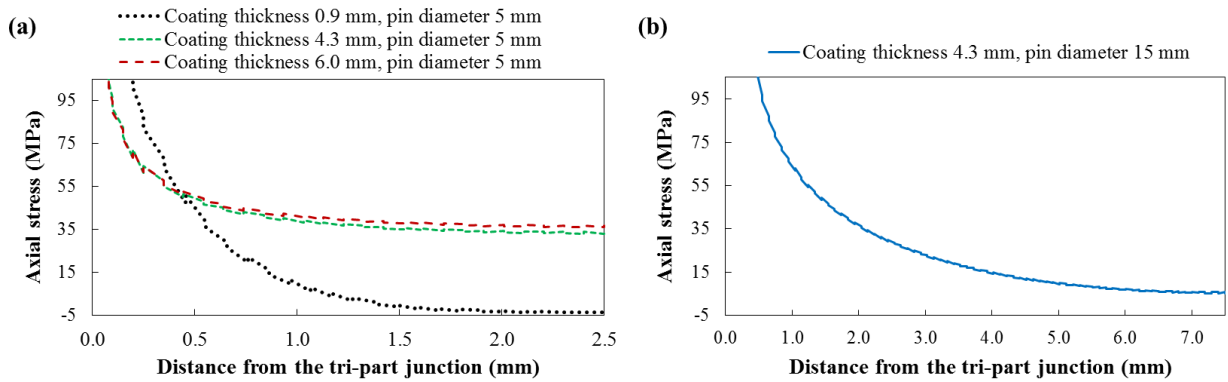 (a)
Coating thickness 0.9 mm, pin diameter 5 mm
Coating thickness 4.3 mm, pin diameter 5 mm
Coating thickness 6.0 mm, pin diameter 5 mm
Axial stress (MPa)
95
75
55
35
15
-5
0.0 0.5 1.0 1.5 2.0 2.5
Distance from the tri-part junction (mm)
(b)
Coating thickness 4.3 mm, pin diameter 15 mm
Axial stress (MPa)
95
75
55
35
15
-5
0.0 1.0 2.0 3.0 4.0 5.0 6.0 7.0
Distance from the tri-part junction (mm)